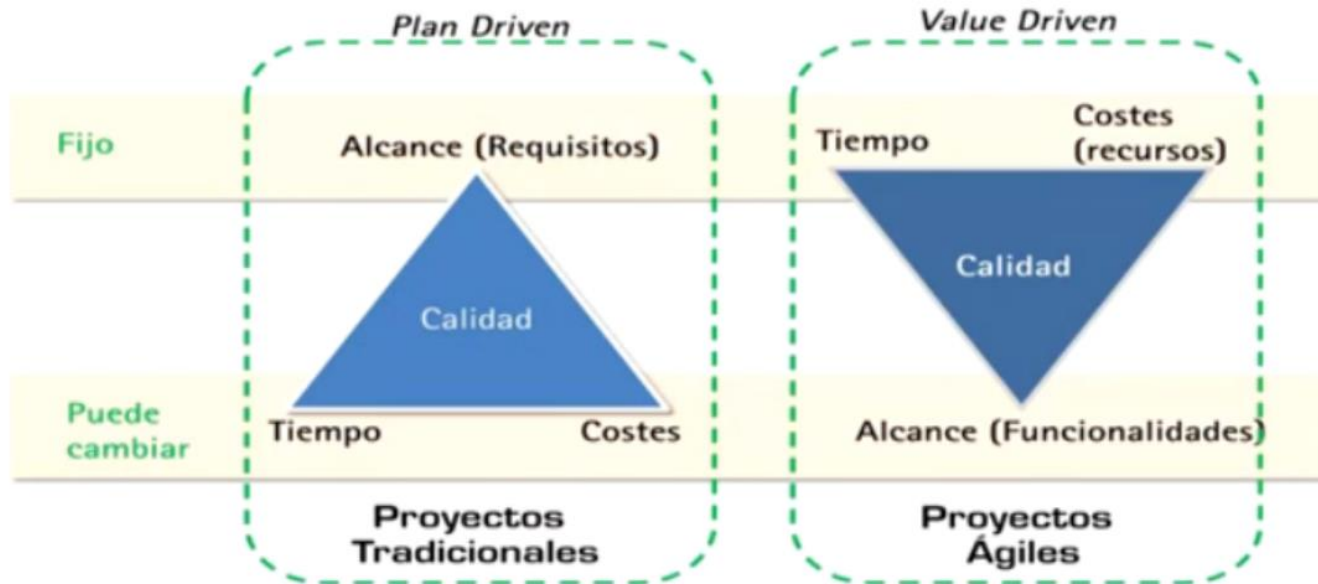 Plan Driven
Value Driven
Fijo
Alcance (Requisitos)
Tiempo
Costes
(recursos)
Calidad
Calidad
Puede
cambiar
Tiempo
Costes
Alcance (Funcionalidades)
Proyectos
Tradicionales
Proyectos
Ágiles